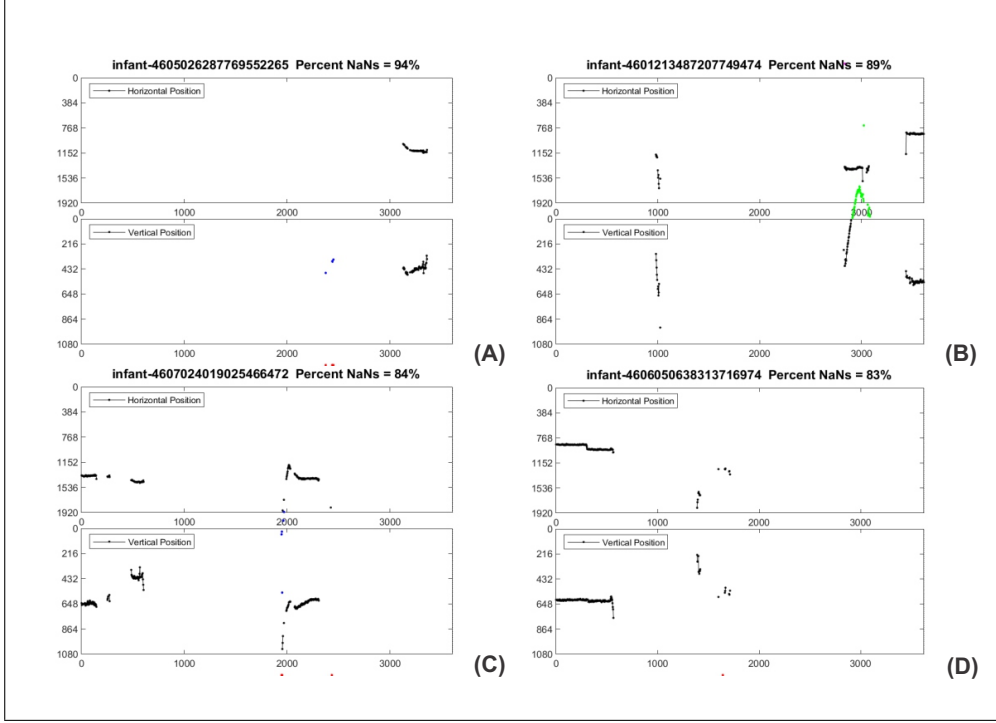 infant-4605026287769552265 Percent NaNs = 94%
0
384
768
1152
1536
1920
Horizontal Position
0 1000 2000 3000
0
216
432
648
864
1080
Vertical Position
0 1000 2000 3000
(A)
infant-4601213487207749474 Percent NaNs = 89%
0
384
768
1152
1536
1920
Horizontal Position
0 1000 2000 3000
0
216
432
648
864
1080
Vertical Position
0 1000 2000 3000
(B)
infant-4607024019025466472 Percent NaNs = 84%
0
384
768
1152
1536
1920
Horizontal Position
0 1000 2000 3000
0
216
432
648
864
1080
Vertical Position
0 1000 2000 3000
(C)
infant-4606050638313716974 Percent NaNs = 83%
0
384
768
1152
1536
1920
Horizontal Position
0 1000 2000 3000
0
216
432
648
864
1080
Vertical Position
0 1000 2000 3000
(D)